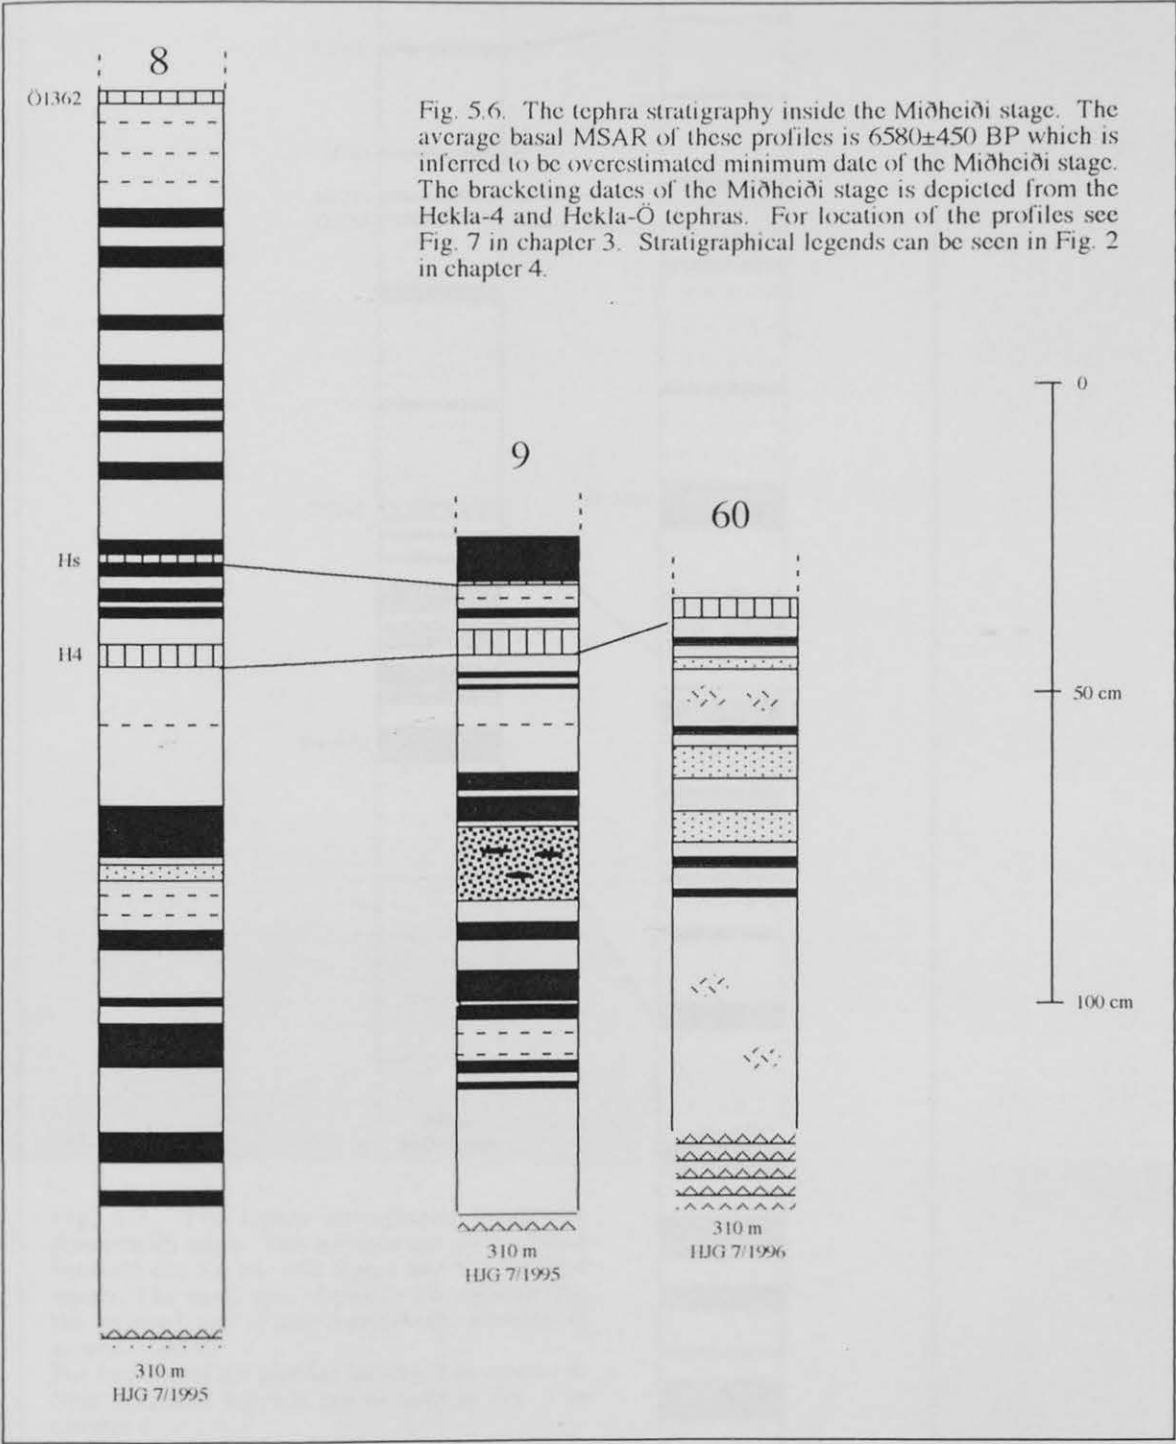 8
Ö1362
Fig. 5.6. The tephra stratigraphy inside the Miðheiði stage. The
average basal MSAR of these profiles is 6580±450 BP which is
inferred to be overestimated minimum date of the Miðheiði stage.
The bracketing dates of the Miðheiði stage is depicted from the
Hekla-4 and Hekla-Ö tephras. For location of the profiles see
Fig. 7 in chapter 3. Stratigraphical legends can be seen in Fig. 2
in chapter 4.
0
9
60
Hs
H4
50 cm
100 cm
310 m
HJG 7/1996
310 m
HJG 7/1995
310 m
HJG 7/1995